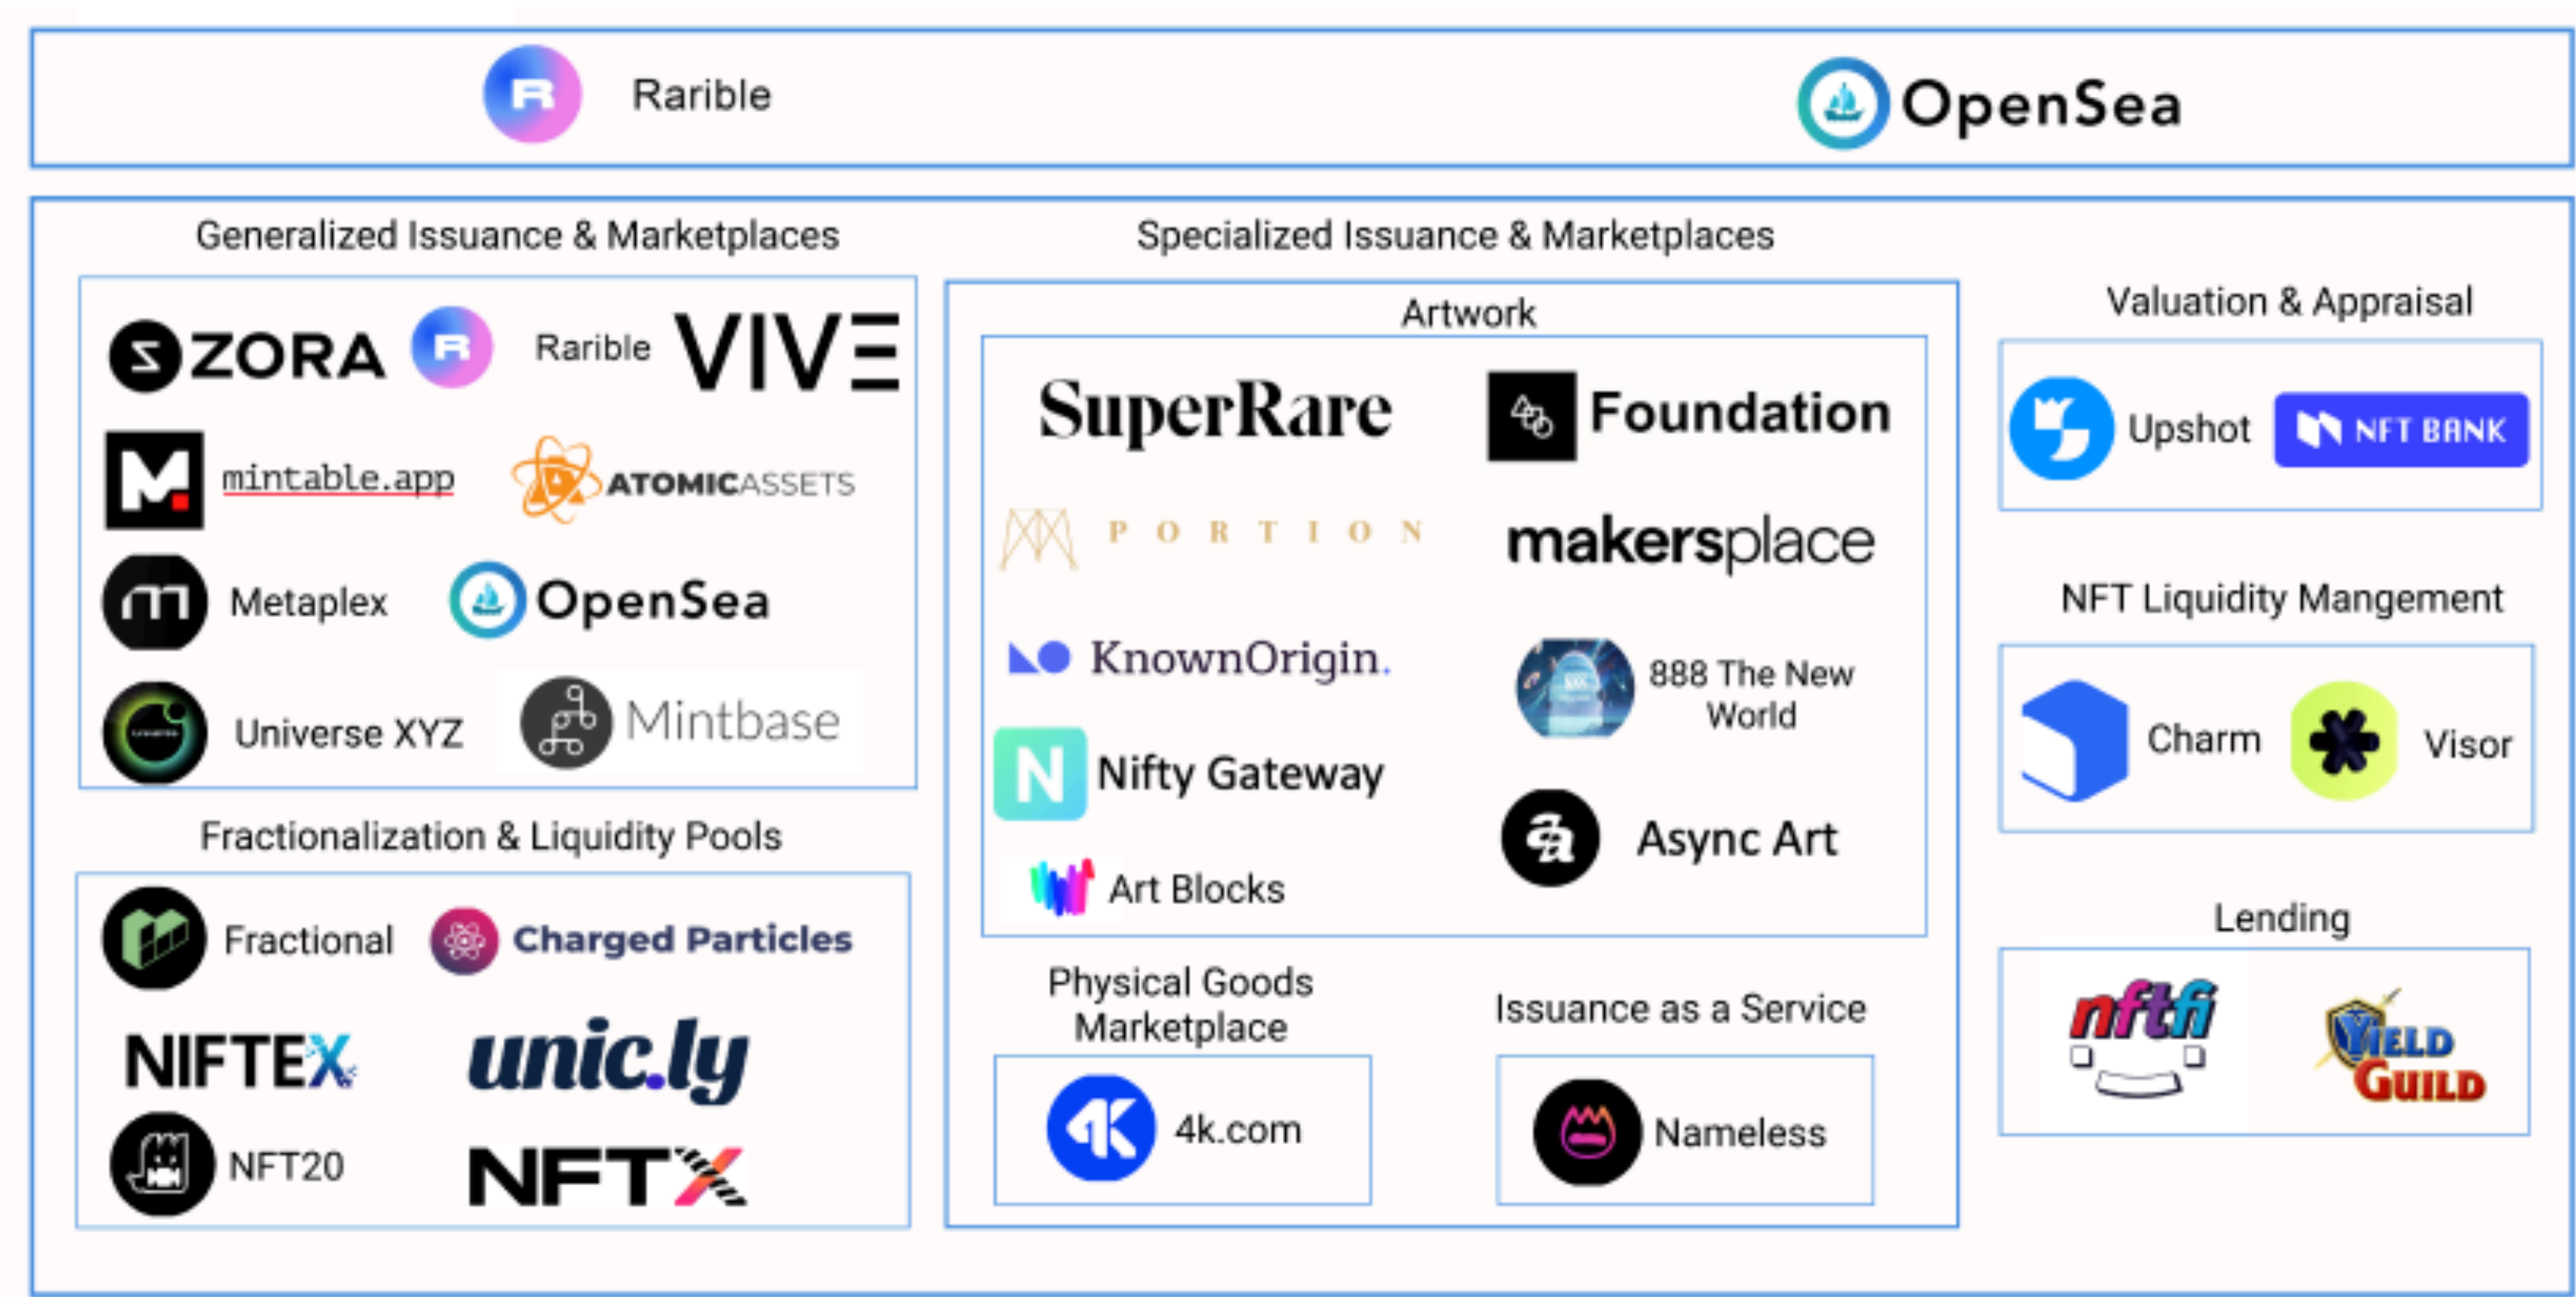 Rarible
OpenSea
Generalized Issuance & Marketplaces
ZORA
Rarible
VIVE
mintable.app
ATOMICASSETS
Metaplex
OpenSea
Universe XYZ
Mintbase
Fractionalization & Liquidity Pools
Fractional
Charged Particles
NIFTEX
unic.ly
NFT20
NFTX
Specialized Issuance & Marketplaces
Artwork
SuperRare
Foundation
PORTION
makersplace
KnownOrigin.
888 The New
World
Nifty Gateway
Async Art
Art Blocks
Physical Goods
Marketplace
4k.com
Issuance as a Service
Nameless
Valuation & Appraisal
Upshot
NFT BANK
NFT Liquidity Mangement
Charm
Visor
Lending
nftfi
YIELD
GUILD